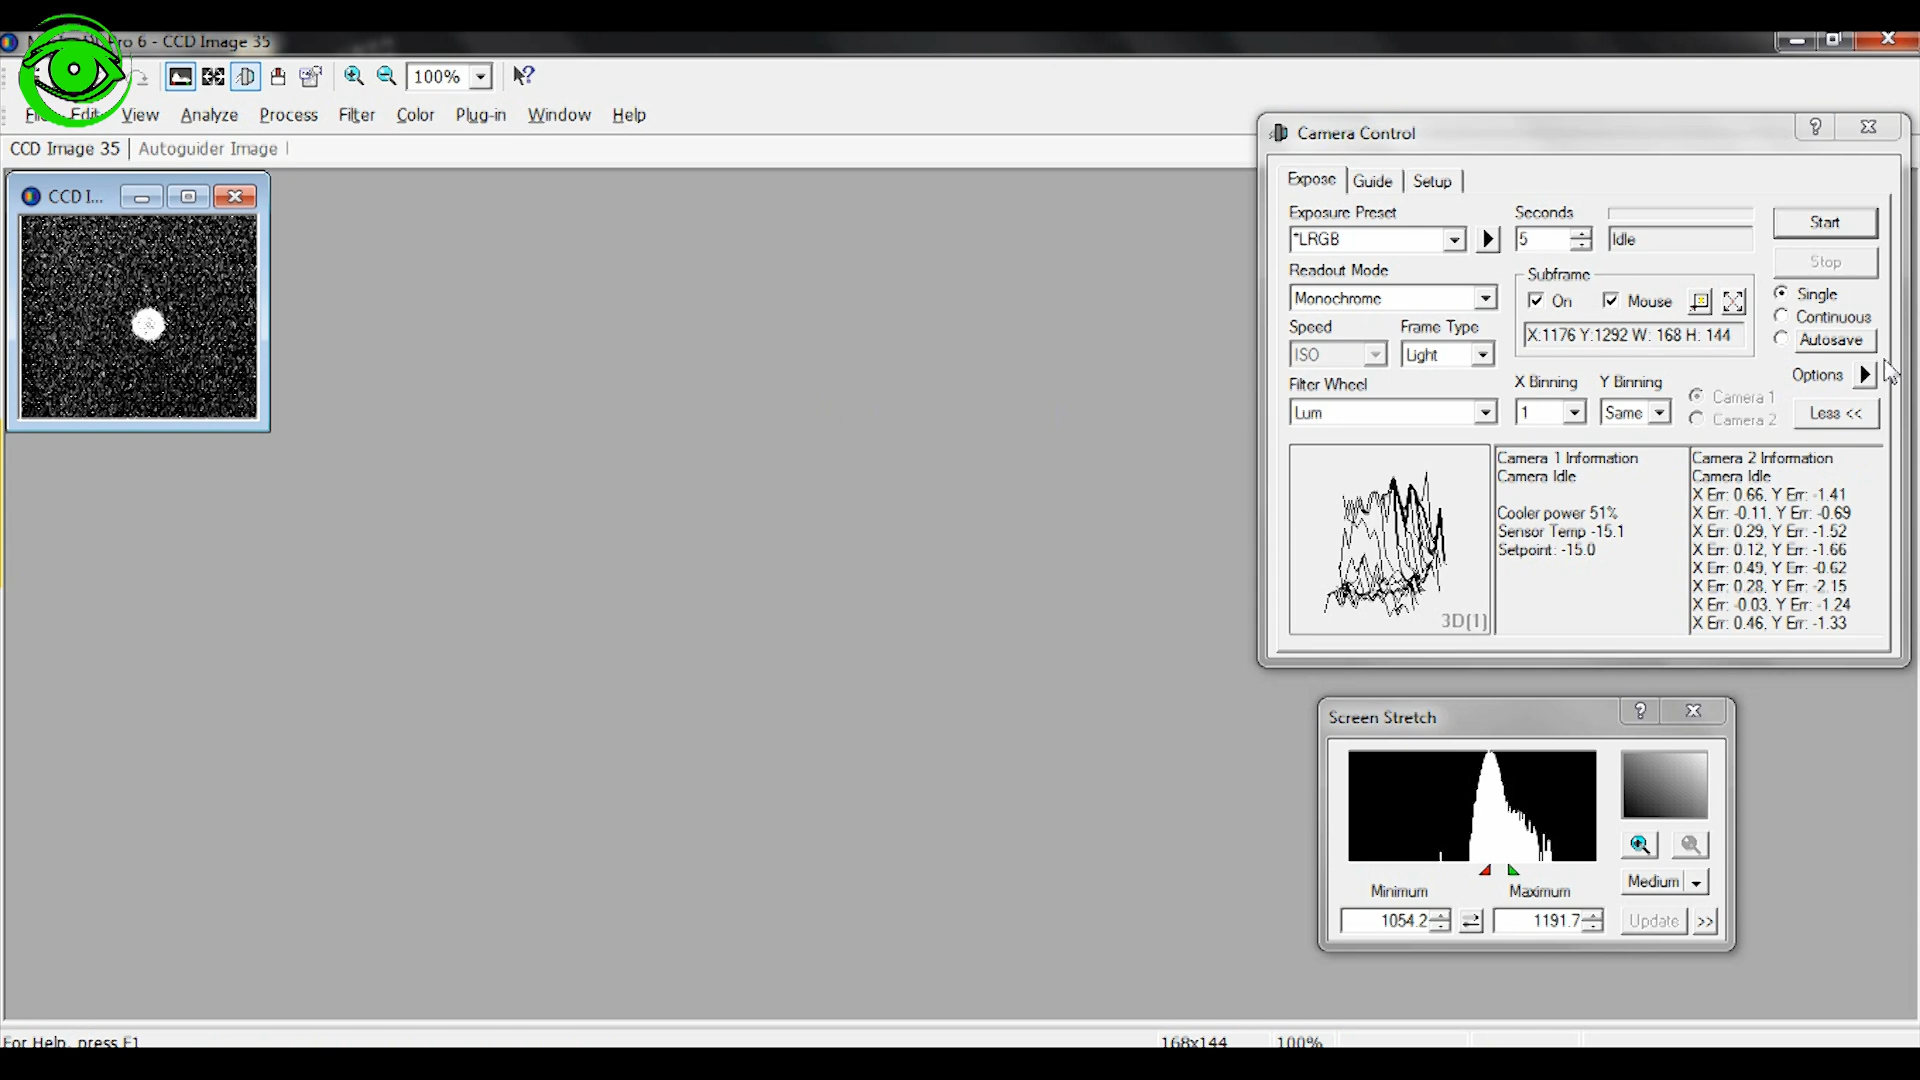 Pro 6 - CCD Image 35
100%
View Analyze Process Filter Color Plug-in Window Help
CCD Image 35 Autoguider Image
CCD I...
Camera Control
Expose Guide Setup
Exposure Preset
*LRGB
Seconds
5
Idle
Start
Stop
Readout Mode
Monochrome
Subframe
On Mouse
X:1176 Y:1292 W: 168 H: 144
Single
Continuous
Autosave
Speed
ISO
Frame Type
Light
Options
Filter Wheel
Lum
X Binning
1
Y Binning
Same
Camera 1
Camera 2
Less <<
3D(1)
Camera 1 Information
Camera Idle
Cooler power 51%
Sensor Temp -15.1
Setpoint: -15.0
Camera 2 Information
Camera Idle
X Err: 0.66, Y Err: -1.41
X Err: -0.11, Y Err: -0.69
X Err: 0.29, Y Err: -1.52
X Err: 0.12, Y Err: -1.66
X Err: 0.49, Y Err: -0.62
X Err: 0.28, Y Err: -2.15
X Err: -0.03, Y Err: -1.24
X Err: 0.46, Y Err: -1.33
Screen Stretch
Medium
Minimum
1054.2
Maximum
1191.7
Update >>
For Help, press F1
168x144 100%